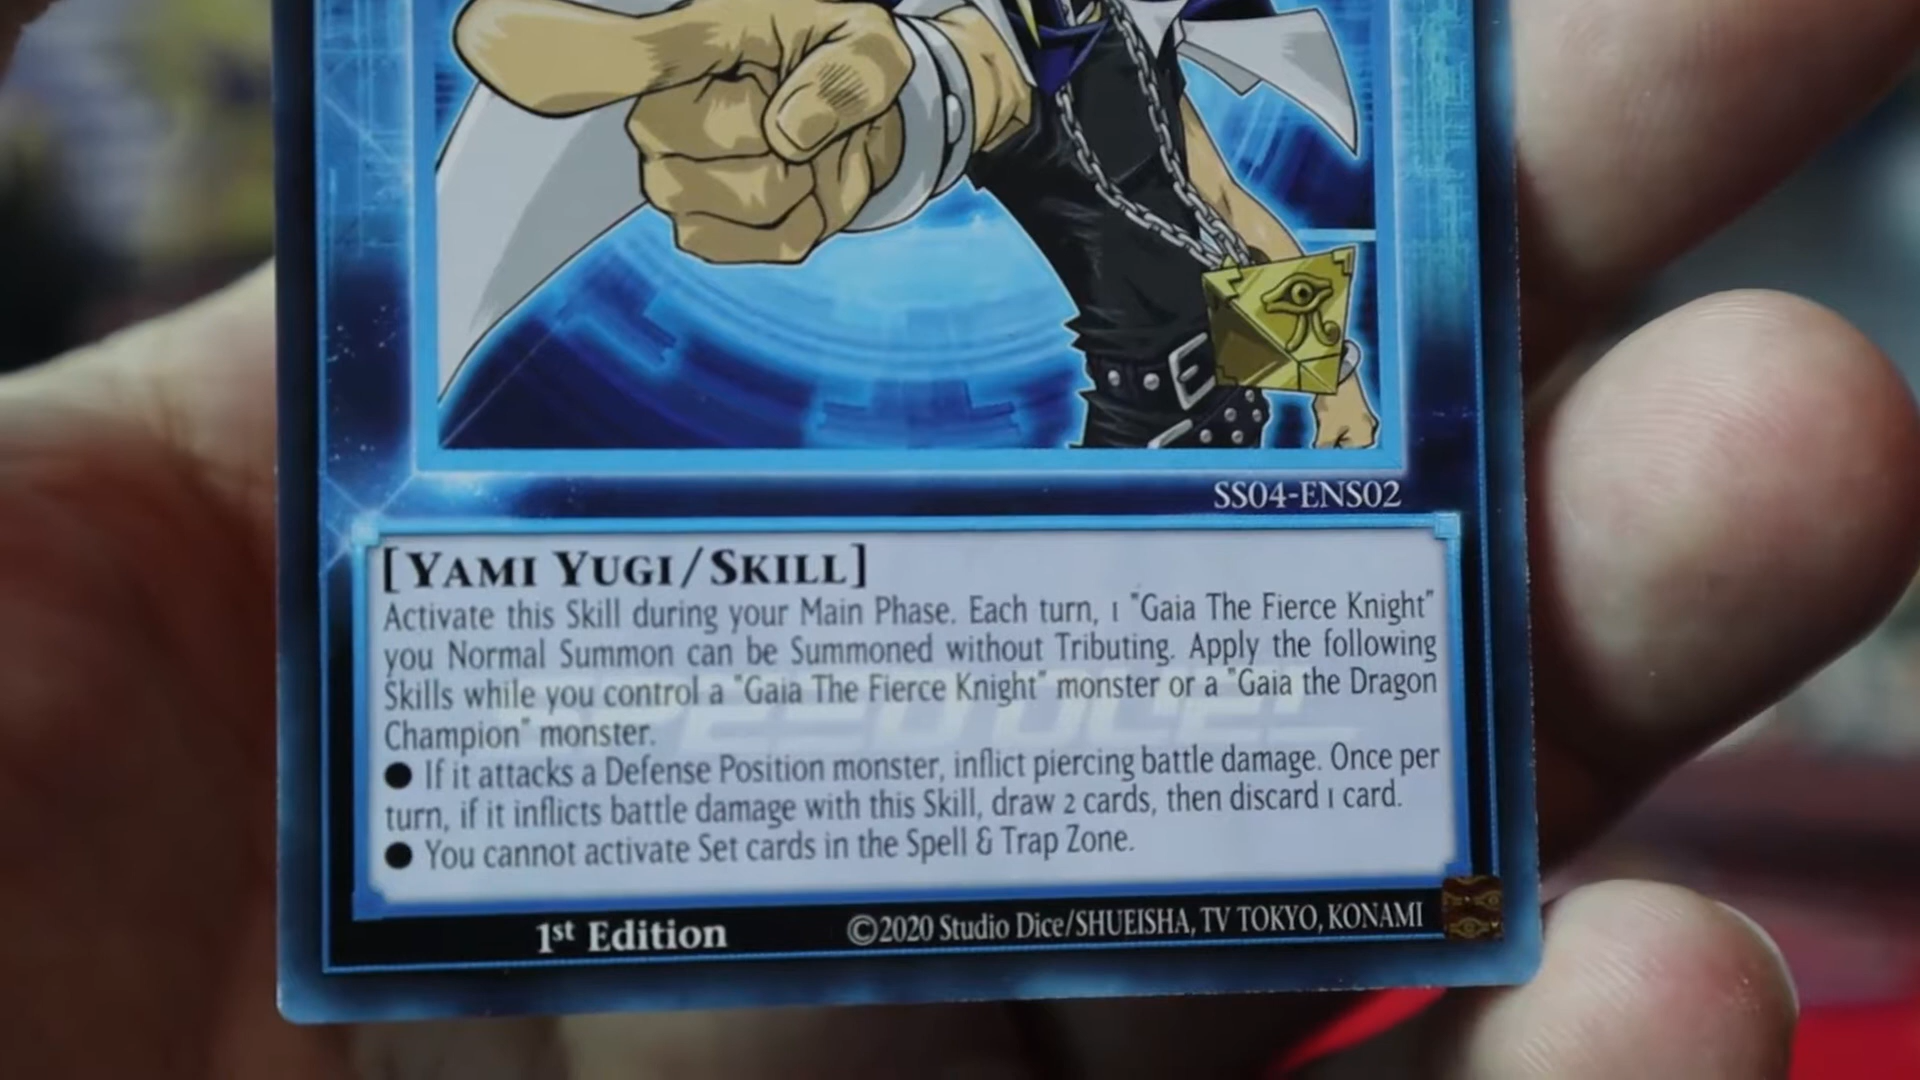 SS04-ENS02
[YAMI YUGI/SKILL]
Activate this Skill during your Main Phase. Each turn, 1 "Gaia The Fierce Knight"
you Normal Summon can be Summoned without Tributing. Apply the following
Skills while you control a "Gaia The Fierce Knight" monster or a "Gaia the Dragon
Champion" monster.
● If it attacks a Defense Position monster, inflict piercing battle damage. Once per
turn, if it inflicts battle damage with this Skill, draw 2 cards, then discard 1 card.
● You cannot activate Set cards in the Spell & Trap Zone.
SPEED DUEL
1st Edition
©2020 Studio Dice/SHUEISHA, TV TOKYO, KONAMI